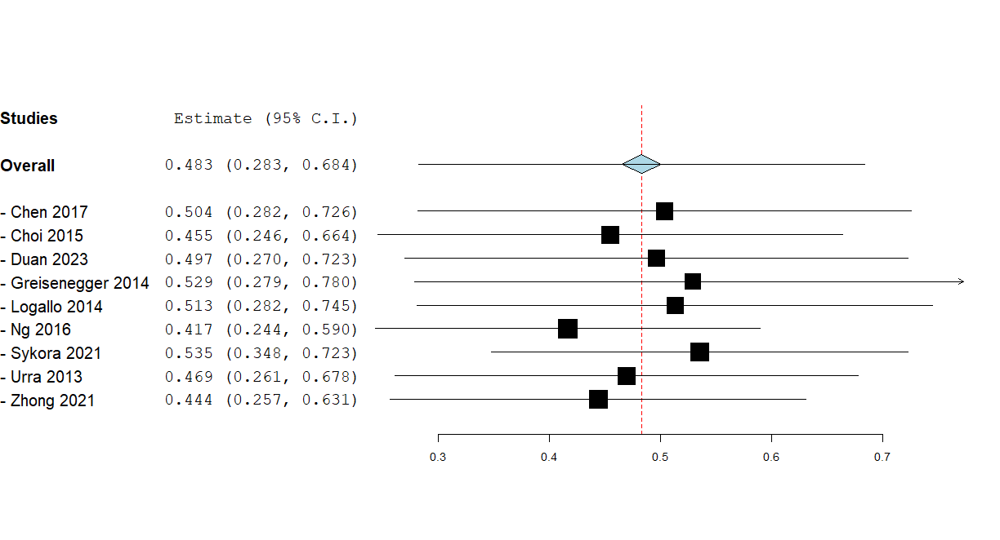 Studies Estimate (95% C.I.)
Overall 0.483 (0.283, 0.684)
- Chen 2017 0.504 (0.282, 0.726)
- Choi 2015 0.455 (0.246, 0.664)
- Duan 2023 0.497 (0.270, 0.723)
- Greisenegger 2014 0.529 (0.279, 0.780)
- Logallo 2014 0.513 (0.282, 0.745)
- Ng 2016 0.417 (0.244, 0.590)
- Sykora 2021 0.535 (0.348, 0.723)
- Urra 2013 0.469 (0.261, 0.678)
- Zhong 2021 0.444 (0.257, 0.631)
0.3 0.4 0.5 0.6 0.7